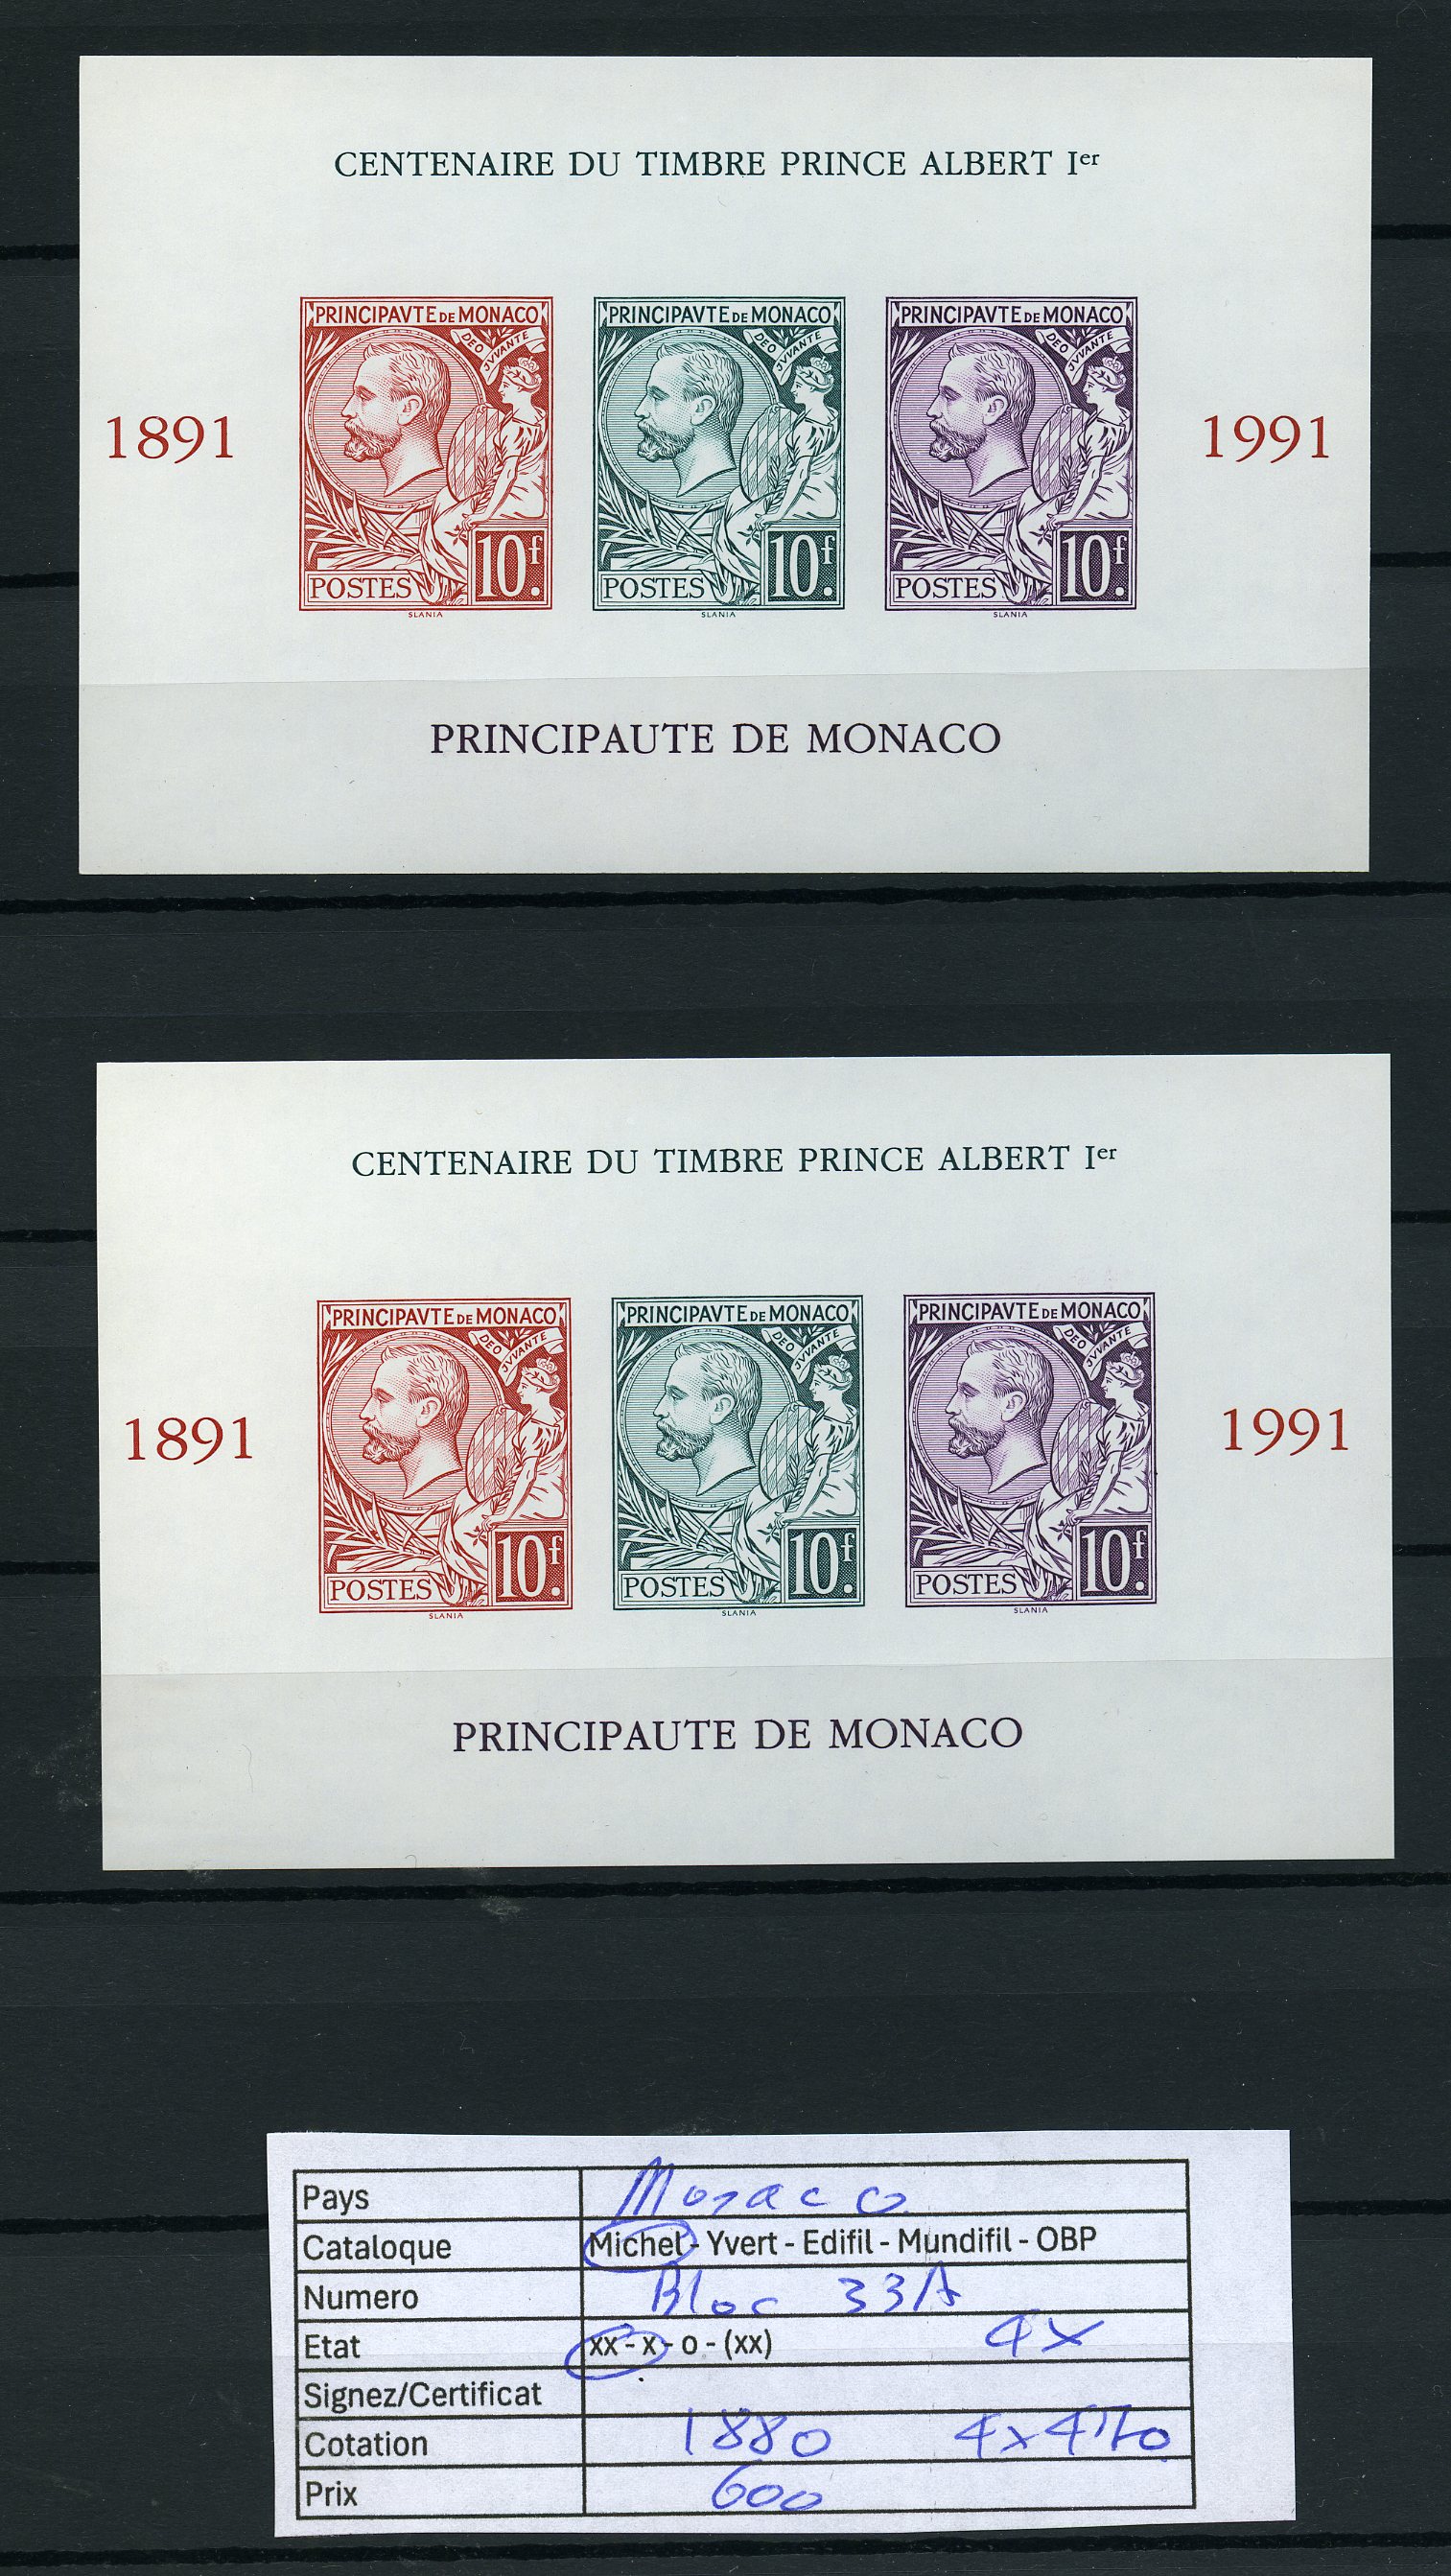 CENTENAIRE DU TIMBRE PRINCE ALBERT Ier
PRINCIPAVTE DE MONACO PRINCIPAVTE DE MONACO PRINCIPAVTE DE MONACO
DEO JVVANTE DEO JVVANTE DEO JVVANTE
1891 1991
10f. 10f. 10f.
POSTES POSTES POSTES
SLANIA SLANIA SLANIA
PRINCIPAUTE DE MONACO
CENTENAIRE DU TIMBRE PRINCE ALBERT Ier
PRINCIPAVTE DE MONACO PRINCIPAVTE DE MONACO PRINCIPAVTE DE MONACO
DEO JVVANTE DEO JVVANTE DEO JVVANTE
1891 1991
10f. 10f. 10f.
POSTES POSTES POSTES
SLANIA SLANIA SLANIA
PRINCIPAUTE DE MONACO
Pays Monaco
Cataloque Michel - Yvert - Edifil - Mundifil - OBP
Numero Bloc 33A
Etat xx - x - o - (xx) 4x
Signez/Certificat
Cotation 1880 4x470
Prix 600